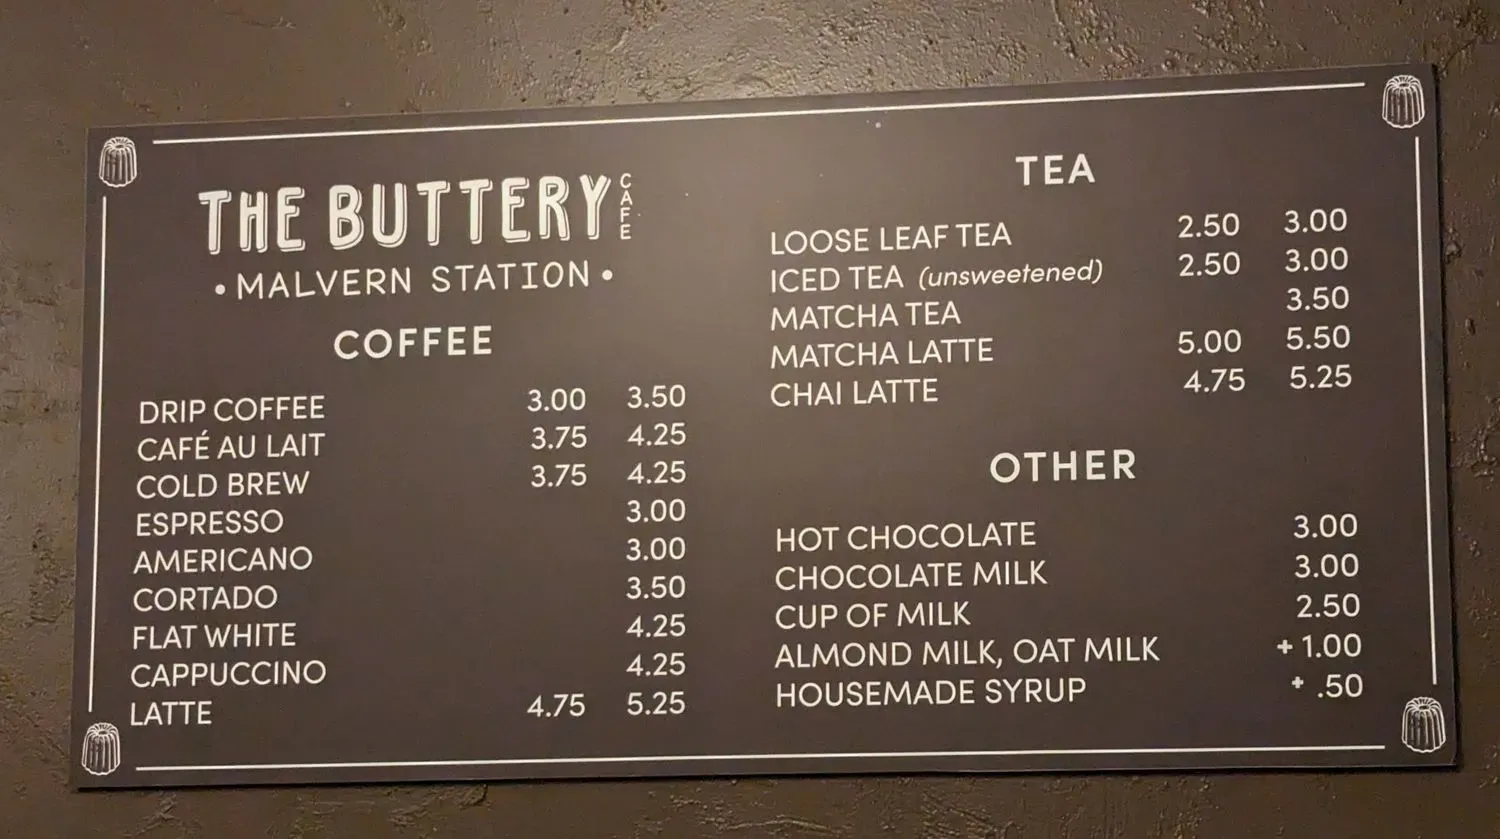 THE BUTTERY CAFE
• MALVERN STATION •
COFFEE
DRIP COFFEE 3.00 3.50
CAFÉ AU LAIT 3.75 4.25
COLD BREW 3.75 4.25
ESPRESSO 3.00
AMERICANO 3.00
CORTADO 3.50
FLAT WHITE 4.25
CAPPUCCINO 4.25
LATTE 4.75 5.25
TEA
LOOSE LEAF TEA 2.50 3.00
ICED TEA (unsweetened) 2.50 3.00
MATCHA TEA 3.50
MATCHA LATTE 5.00 5.50
CHAI LATTE 4.75 5.25
OTHER
HOT CHOCOLATE 3.00
CHOCOLATE MILK 3.00
CUP OF MILK 2.50
ALMOND MILK, OAT MILK + 1.00
HOUSEMADE SYRUP + .50